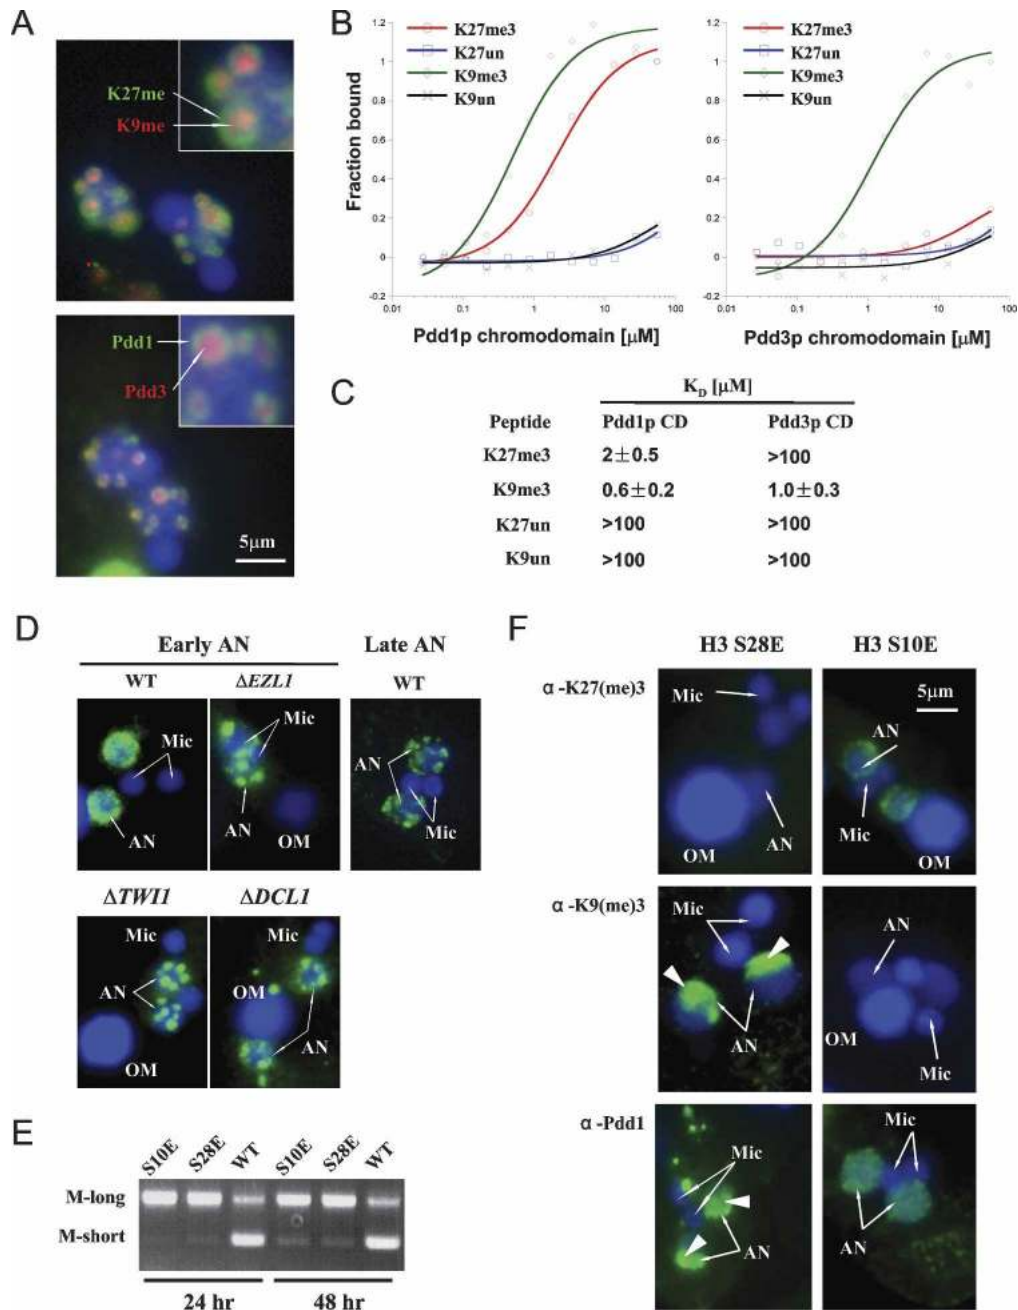 A
K27me
K9me
Pdd1
Pdd3
5µm
B
K27me3
K27un
K9me3
K9un
Fraction bound
1.2
1
0.8
0.6
0.4
0.2
0
-0.2
0.01 0.1 1 10 100
Pdd1p chromodomain [µM]
K27me3
K27un
K9me3
K9un
1.2
1
0.8
0.6
0.4
0.2
0
-0.2
0.01 0.1 1 10 100
Pdd3p chromodomain [µM]
C
K_D [µM]
Peptide Pdd1p CD Pdd3p CD
K27me3 2±0.5 >100
K9me3 0.6±0.2 1.0±0.3
K27un >100 >100
K9un >100 >100
D
Early AN Late AN
WT ΔEZL1 WT
Mic
AN
Mic
AN
OM
AN
Mic
ΔTWI1 ΔDCL1
Mic
AN
OM
Mic
OM
AN
E
S10E S28E WT S10E S28E WT
M-long
M-short
24 hr 48 hr
F
H3 S28E H3 S10E
α-K27(me)3
Mic
OM
AN
5µm
AN
Mic
OM
α-K9(me)3
Mic
AN
AN
OM
Mic
α-Pdd1
Mic
AN
Mic
AN